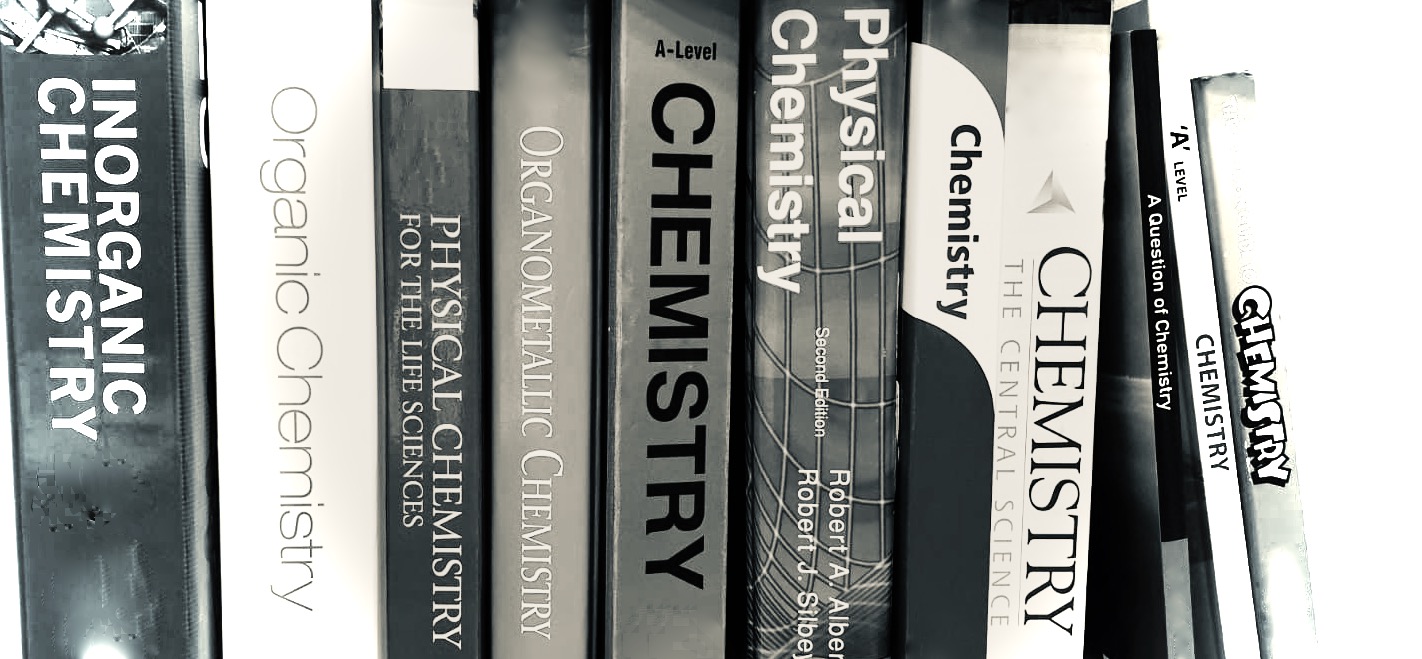 INORGANIC
CHEMISTRY
Organic Chemistry
PHYSICAL CHEMISTRY
FOR THE LIFE SCIENCES
ORGANOMETALLIC CHEMISTRY
A-Level
CHEMISTRY
Physical
Chemistry
Second Edition
Robert A. Alber
Robert J. Silbey
Chemistry
CHEMISTRY
THE CENTRAL SCIENCE
A Question of Chemistry
'A' LEVEL
CHEMISTRY
CHEMISTRY